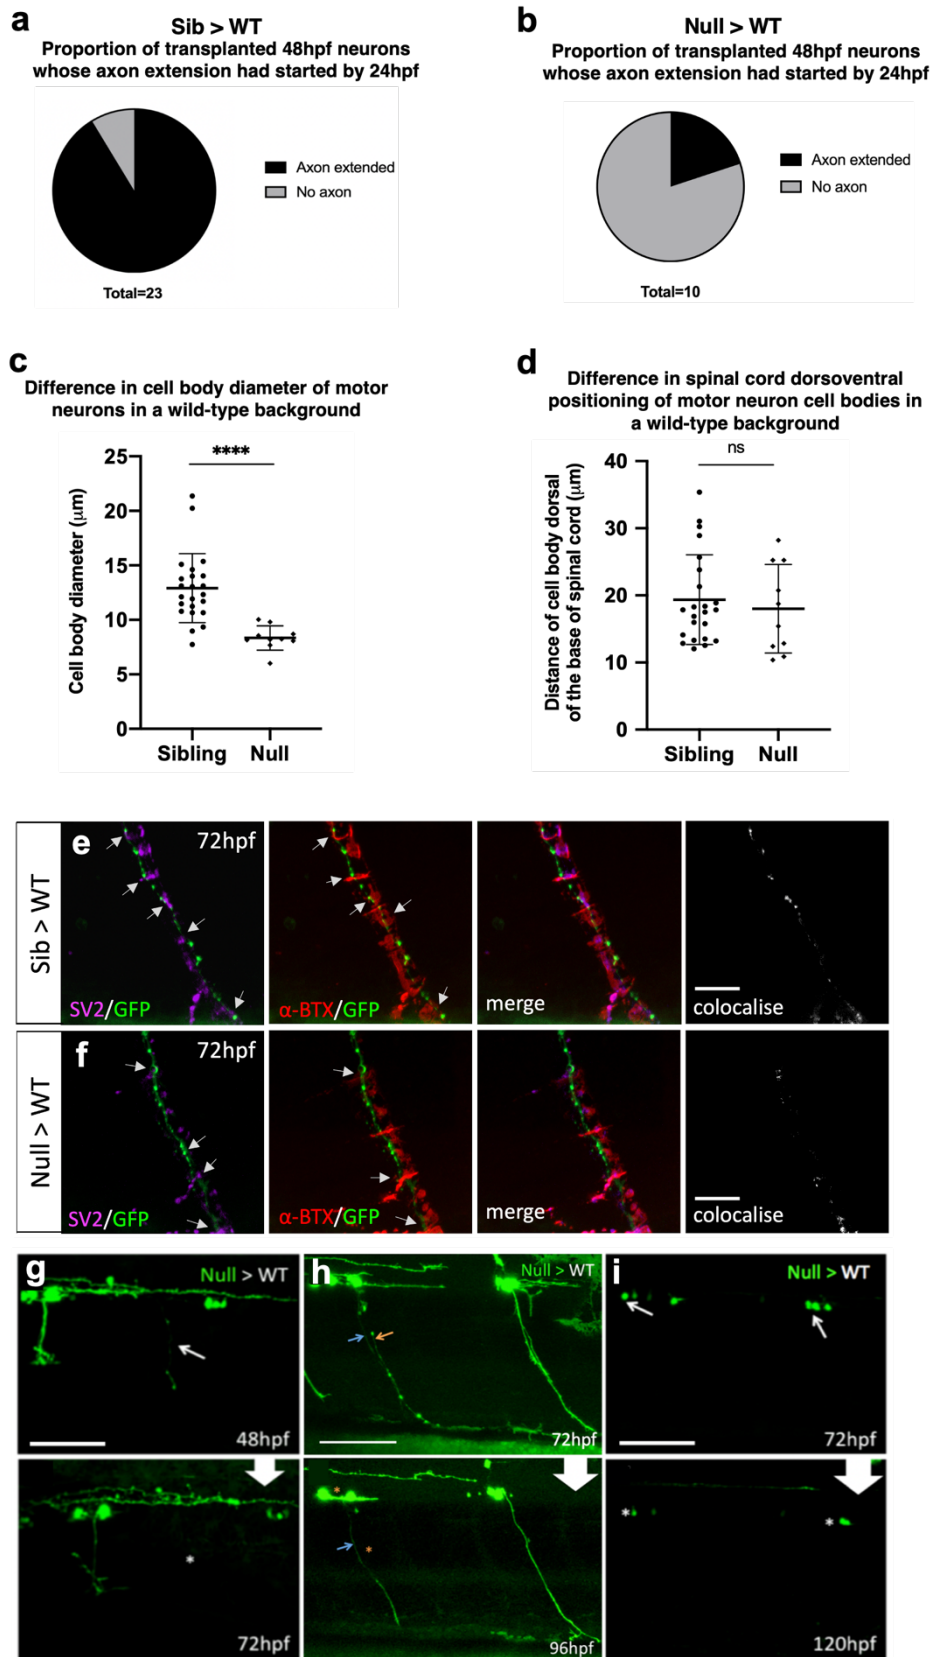 a
Sib > WT
Proportion of transplanted 48hpf neurons
whose axon extension had started by 24hpf
Axon extended
No axon
Total=23
b
Null > WT
Proportion of transplanted 48hpf neurons
whose axon extension had started by 24hpf
Axon extended
No axon
Total=10
c
Difference in cell body diameter of motor
neurons in a wild-type background
****
Cell body diameter (μm)
25
20
15
10
5
0
Sibling
Null
d
Difference in spinal cord dorsoventral
positioning of motor neuron cell bodies in
a wild-type background
ns
Distance of cell body dorsal
of the base of spinal cord (μm)
40
30
20
10
0
Sibling
Null
Sib > WT
e
72hpf
SV2/GFP
α-BTX/GFP
merge
colocalise
Null > WT
f
72hpf
SV2/GFP
α-BTX/GFP
merge
colocalise
g
Null > WT
48hpf
h
Null > WT
72hpf
i
Null > WT
72hpf
*
72hpf
*
*
96hpf
*
*
120hpf